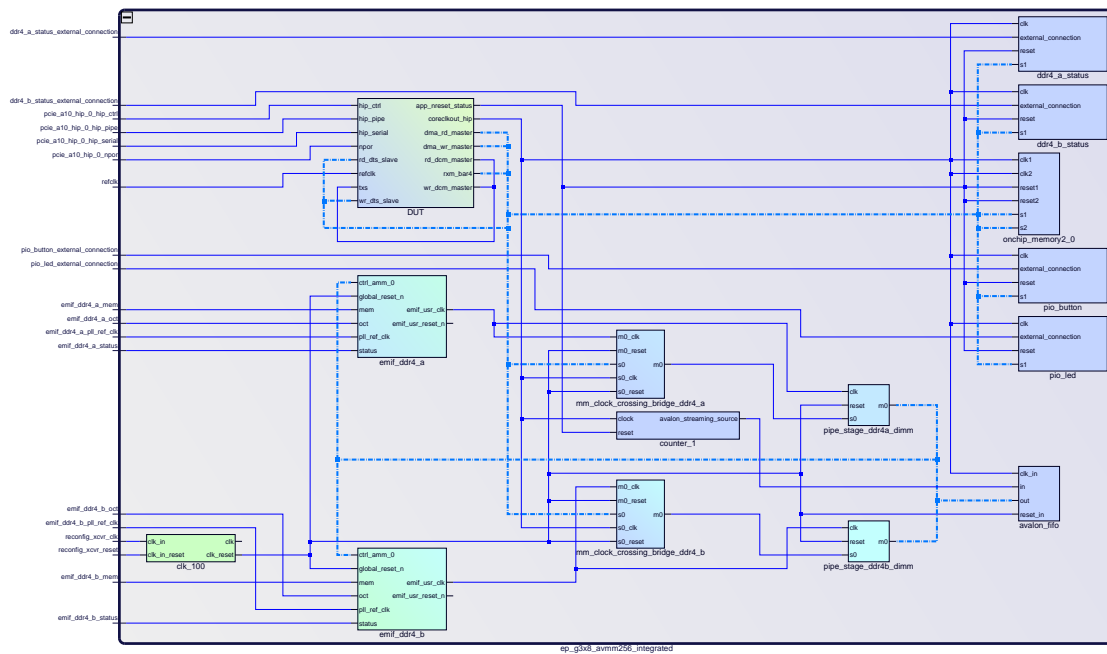 ddr4_a_status_external_connection
ddr4_b_status_external_connection
pcie_a10_hip_0_hip_ctrl
pcie_a10_hip_0_hip_pipe
pcie_a10_hip_0_hip_serial
pcie_a10_hip_0_npor
refclk
pio_button_external_connection
pio_led_external_connection
emif_ddr4_a_mem
emif_ddr4_a_oct
emif_ddr4_a_pll_ref_clk
emif_ddr4_a_status
emif_ddr4_b_oct
emif_ddr4_b_pll_ref_clk
reconfig_xcvr_clk
reconfig_xcvr_reset
emif_ddr4_b_mem
emif_ddr4_b_status
clk_in clk
clk_in_reset clk_reset
clk_100
hip_ctrl app_nreset_status
hip_pipe coreclkout_hip
hip_serial dma_rd_master
npor dma_wr_master
rd_dts_slave rd_dcm_master
refclk rxm_bar4
txs wr_dcm_master
wr_dts_slave
DUT
ctrl_amm_0
global_reset_n
mem emif_usr_clk
oct emif_usr_reset_n
pll_ref_clk
status
emif_ddr4_a
ctrl_amm_0
global_reset_n
mem emif_usr_clk
oct emif_usr_reset_n
pll_ref_clk
status
emif_ddr4_b
m0_clk
m0_reset
s0 m0
s0_clk
s0_reset
mm_clock_crossing_bridge_ddr4_a
clock avalon_streaming_source
reset
counter_1
m0_clk
m0_reset
s0 m0
s0_clk
s0_reset
mm_clock_crossing_bridge_ddr4_b
clk
reset m0
s0
pipe_stage_ddr4a_dimm
clk
reset m0
s0
pipe_stage_ddr4b_dimm
clk
external_connection
reset
s1
ddr4_a_status
clk
external_connection
reset
s1
ddr4_b_status
clk1
clk2
reset1
reset2
s1
s2
onchip_memory2_0
clk
external_connection
reset
s1
pio_button
clk
external_connection
reset
s1
pio_led
clk_in
in
out
reset_in
avalon_fifo
ep_g3x8_avmm256_integrated